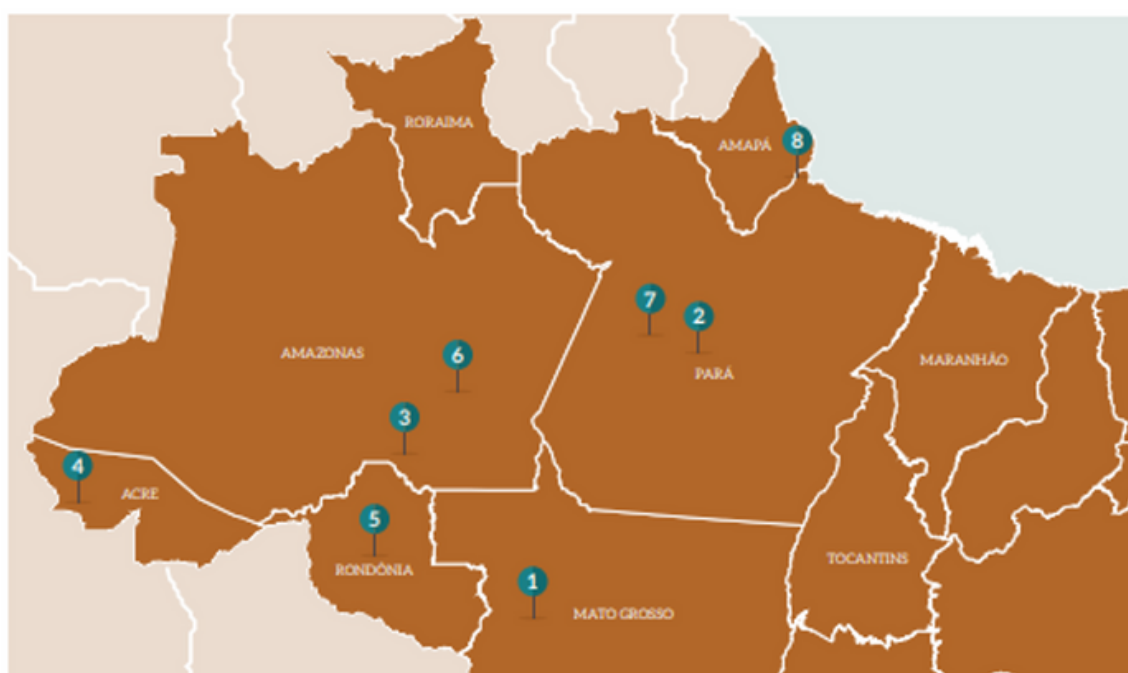 RORAIMA
AMAPÁ
8
7
2
AMAZONAS
6
PARÁ
MARANHÃO
3
4
ACRE
5
RONDÔNIA
TOCANTINS
1
MATO GROSSO